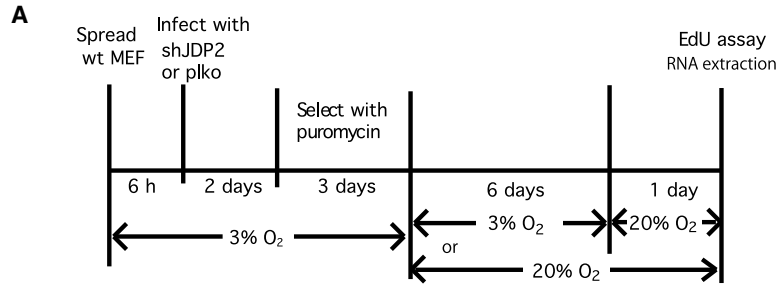 A
Spread
wt MEF
Infect with
shJDP2
or plko
EdU assay
RNA extraction
Select with
puromycin
6 h
2 days
3 days
6 days
1 day
3% O₂
3% O₂
20% O₂
or
20% O₂